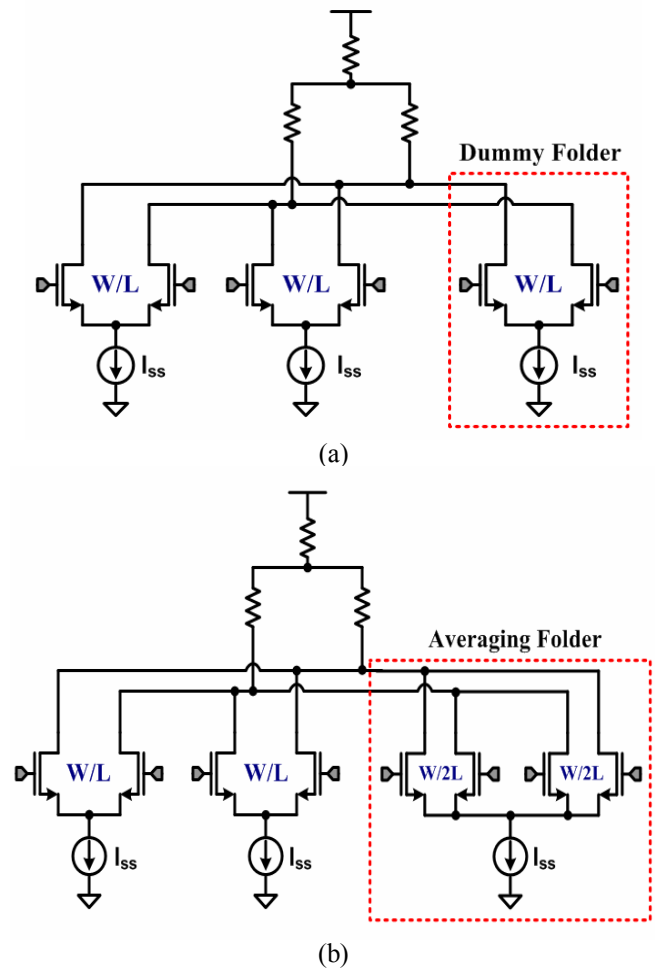 Dummy Folder
W/L W/L W/L
Iss Iss Iss
(a)
Averaging Folder
W/L W/L W/2L W/2L
Iss Iss Iss
(b)